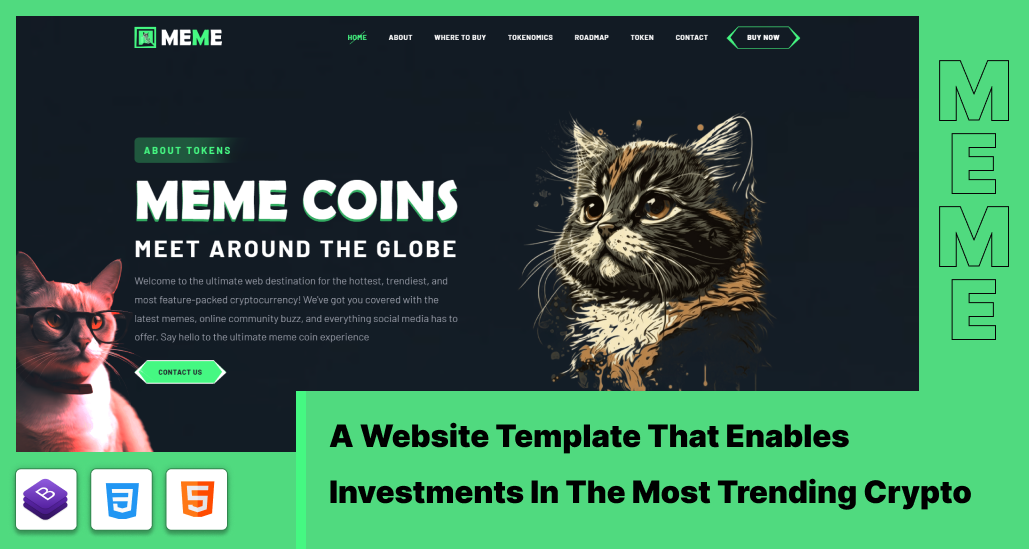 MEME
HOME ABOUT WHERE TO BUY TOKENOMICS ROADMAP TOKEN CONTACT BUY NOW
ABOUT TOKENS
MEME COINS
MEET AROUND THE GLOBE
Welcome to the ultimate web destination for the hottest, trendiest, and
most feature-packed cryptocurrency! We've got you covered with the
latest memes, online community buzz, and everything social media has to
offer. Say hello to the ultimate meme coin experience
CONTACT US
MEME
A Website Template That Enables
Investments In The Most Trending Crypto
B
3
5